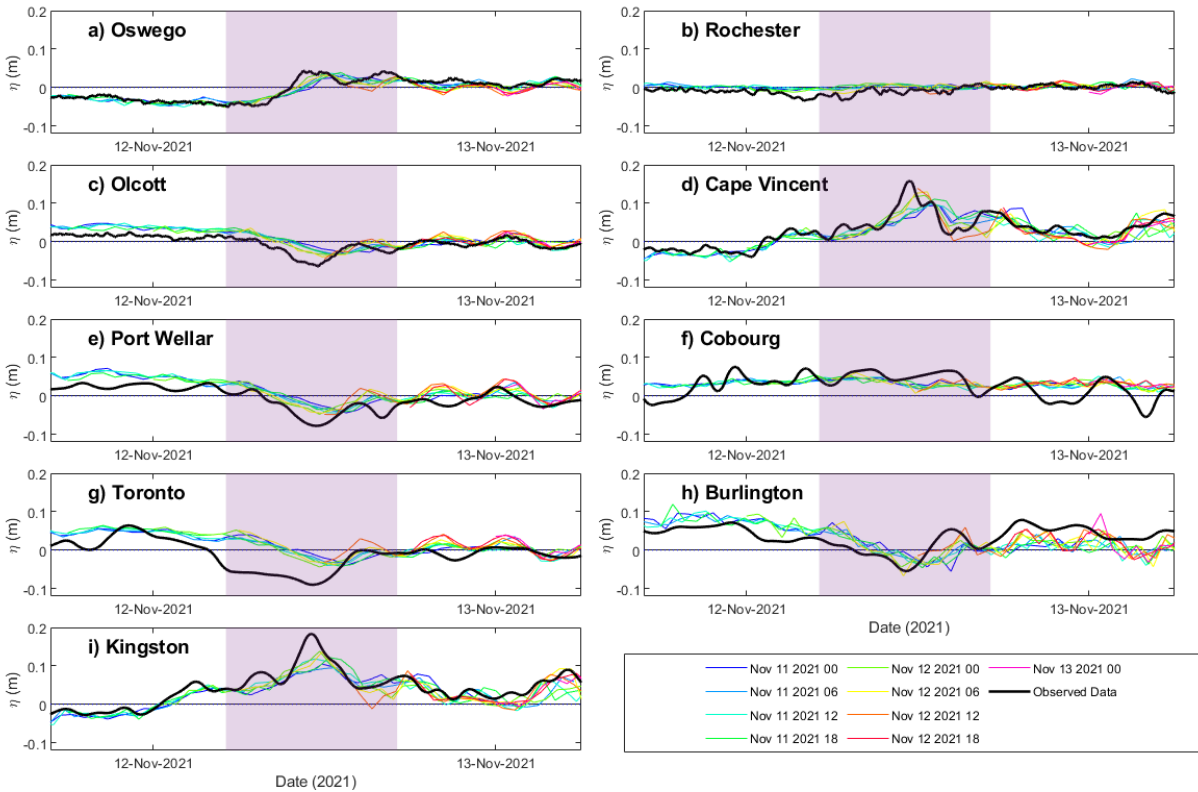 a) Oswego
η (m)
0.2
0.1
0
-0.1
12-Nov-2021
13-Nov-2021
b) Rochester
η (m)
0.2
0.1
0
-0.1
12-Nov-2021
13-Nov-2021
c) Olcott
η (m)
0.2
0.1
0
-0.1
12-Nov-2021
13-Nov-2021
d) Cape Vincent
η (m)
0.2
0.1
0
-0.1
12-Nov-2021
13-Nov-2021
e) Port Wellar
η (m)
0.2
0.1
0
-0.1
12-Nov-2021
13-Nov-2021
f) Cobourg
η (m)
0.2
0.1
0
-0.1
12-Nov-2021
13-Nov-2021
g) Toronto
η (m)
0.2
0.1
0
-0.1
12-Nov-2021
13-Nov-2021
h) Burlington
η (m)
0.2
0.1
0
-0.1
12-Nov-2021
13-Nov-2021
Date (2021)
i) Kingston
η (m)
0.2
0.1
0
-0.1
12-Nov-2021
13-Nov-2021
Date (2021)
Nov 11 2021 00
Nov 11 2021 06
Nov 11 2021 12
Nov 11 2021 18
Nov 12 2021 00
Nov 12 2021 06
Nov 12 2021 12
Nov 12 2021 18
Nov 13 2021 00
Observed Data